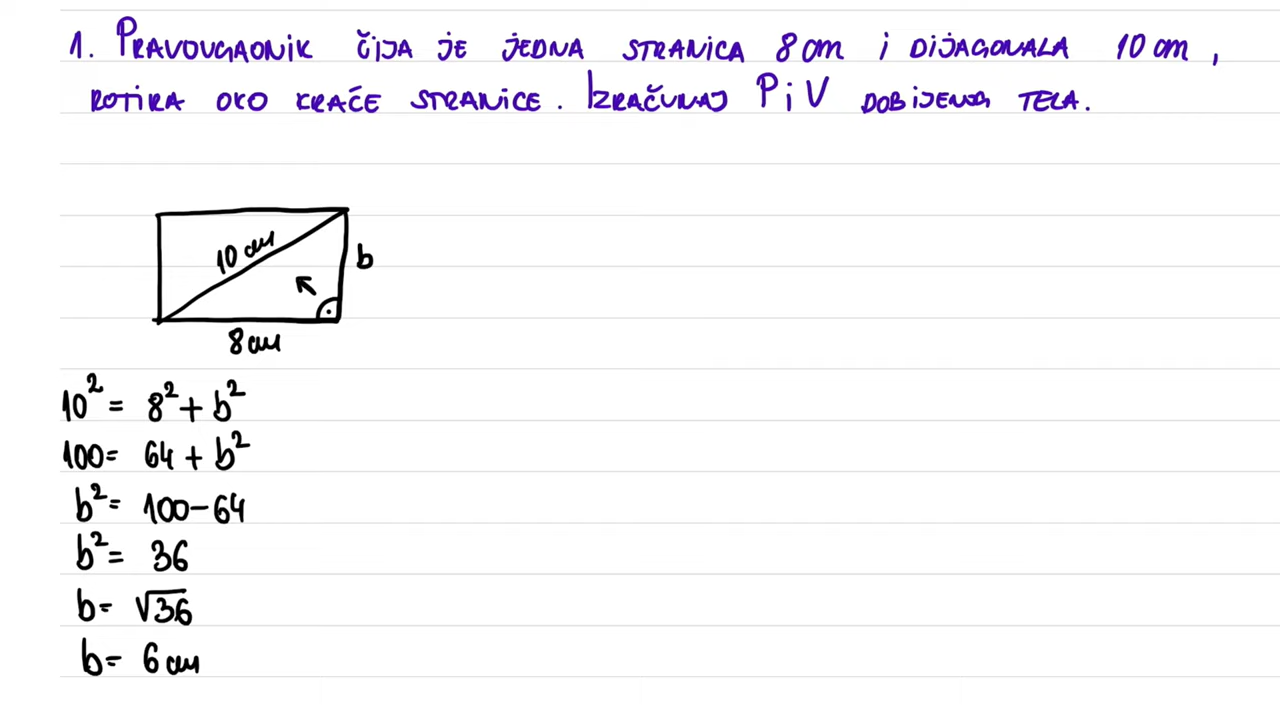 1. PRAVOUGAONIK ČIJA JE JEDNA STRANICA 8 cm i DIJAGONALA 10 cm,
ROTIRA OKO KRAĆE STRANICE. IZRAČUNAJ P i V DOBIJENOG TELA.
10 cm
b
8 cm
10² = 8² + b²
100 = 64 + b²
b² = 100 - 64
b² = 36
b = √36
b = 6 cm